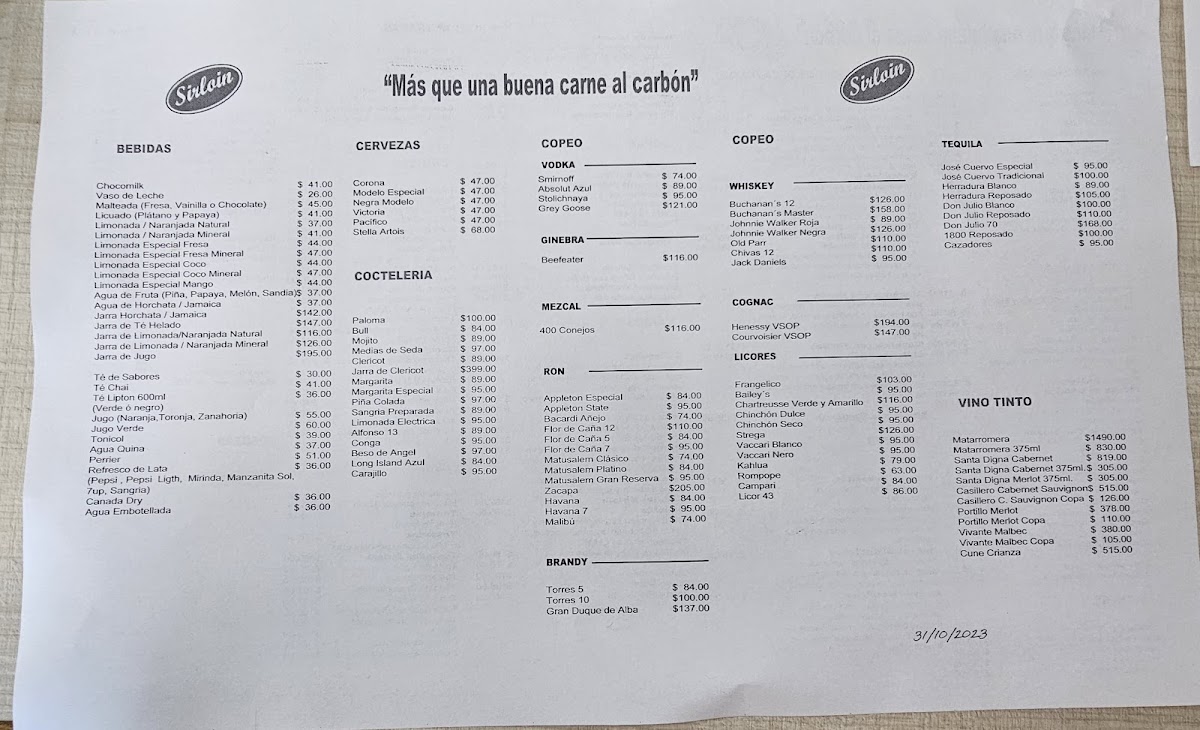 Sirloin
"Más que una buena carne al carbón"
Sirloin
BEBIDAS
Chocomilk $ 41.00
Vaso de Leche $ 26.00
Malteada (Fresa, Vainilla o Chocolate) $ 45.00
Licuado (Plátano y Papaya) $ 41.00
Limonada / Naranjada Natural $ 37.00
Limonada / Naranjada Mineral $ 41.00
Limonada Especial Fresa $ 44.00
Limonada Especial Fresa Mineral $ 47.00
Limonada Especial Coco $ 44.00
Limonada Especial Coco Mineral $ 47.00
Limonada Especial Mango $ 44.00
Agua de Fruta (Piña, Papaya, Melón, Sandia) $ 37.00
Agua de Horchata / Jamaica $ 37.00
Jarra Horchata / Jamaica $142.00
Jarra de Té Helado $147.00
Jarra de Limonada/Naranjada Natural $116.00
Jarra de Limonada / Naranjada Mineral $126.00
Jarra de Jugo $195.00
Té de Sabores $ 30.00
Té Chai $ 41.00
Té Lipton 600ml $ 36.00
(Verde ó negro)
Jugo (Naranja,Toronja, Zanahoria) $ 55.00
Jugo Verde $ 60.00
Tonicol $ 39.00
Agua Quina $ 37.00
Perrier $ 51.00
Refresco de Lata $ 36.00
(Pepsi , Pepsi Ligth, Mirinda, Manzanita Sol,
7up, Sangria)
Canada Dry $ 36.00
Agua Embotellada $ 36.00
CERVEZAS
Corona $ 47.00
Modelo Especial $ 47.00
Negra Modelo $ 47.00
Victoria $ 47.00
Pacifico $ 47.00
Stella Artois $ 68.00
COCTELERIA
Paloma $100.00
Bull $ 84.00
Mojito $ 89.00
Medias de Seda $ 97.00
Clericot $ 89.00
Jarra de Clericot $399.00
Margarita $ 89.00
Margarita Especial $ 95.00
Piña Colada $ 97.00
Sangria Preparada $ 89.00
Limonada Electrica $ 95.00
Alfonso 13 $ 89.00
Conga $ 95.00
Beso de Angel $ 97.00
Long Island Azul $ 84.00
Carajillo $ 95.00
COPEO
VODKA
Smirnoff $ 74.00
Absolut Azul $ 89.00
Stolichnaya $ 95.00
Grey Goose $121.00
GINEBRA
Beefeater $116.00
MEZCAL
400 Conejos $116.00
RON
Appleton Especial $ 84.00
Appleton State $ 95.00
Bacardi Añejo $ 74.00
Flor de Caña 12 $110.00
Flor de Caña 5 $ 84.00
Flor de Caña 7 $ 95.00
Matusalem Clásico $ 74.00
Matusalem Platino $ 84.00
Matusalem Gran Reserva $ 95.00
Zacapa $205.00
Havana $ 84.00
Havana 7 $ 95.00
Malibú $ 74.00
BRANDY
Torres 5 $ 84.00
Torres 10 $100.00
Gran Duque de Alba $137.00
COPEO
WHISKEY
Buchanan´s 12 $126.00
Buchanan´s Master $158.00
Johnnie Walker Roja $ 89.00
Johnnie Walker Negra $126.00
Old Parr $110.00
Chivas 12 $110.00
Jack Daniels $ 95.00
COGNAC
Henessy VSOP $194.00
Courvoisier VSOP $147.00
LICORES
Frangelico $103.00
Bailey´s $ 95.00
Chartreusse Verde y Amarillo $116.00
Chinchón Dulce $ 95.00
Chinchón Seco $ 95.00
Strega $126.00
Vaccari Blanco $ 95.00
Vaccari Nero $ 95.00
Kahlua $ 79.00
Rompope $ 63.00
Campari $ 84.00
Licor 43 $ 86.00
TEQUILA
José Cuervo Especial $ 95.00
José Cuervo Tradicional $100.00
Herradura Blanco $ 89.00
Herradura Reposado $105.00
Don Julio Blanco $100.00
Don Julio Reposado $110.00
Don Julio 70 $168.00
1800 Reposado $100.00
Cazadores $ 95.00
VINO TINTO
Matarromera $1490.00
Matarromera 375ml $ 830.00
Santa Digna Cabernet $ 819.00
Santa Digna Cabernet 375ml. $ 305.00
Santa Digna Merlot 375ml. $ 305.00
Casillero Cabernet Sauvignon $ 515.00
Casillero C. Sauvignon Copa $ 126.00
Portillo Merlot $ 378.00
Portillo Merlot Copa $ 110.00
Vivante Malbec $ 380.00
Vivante Malbec Copa $ 105.00
Cune Crianza $ 515.00
31/10/2023